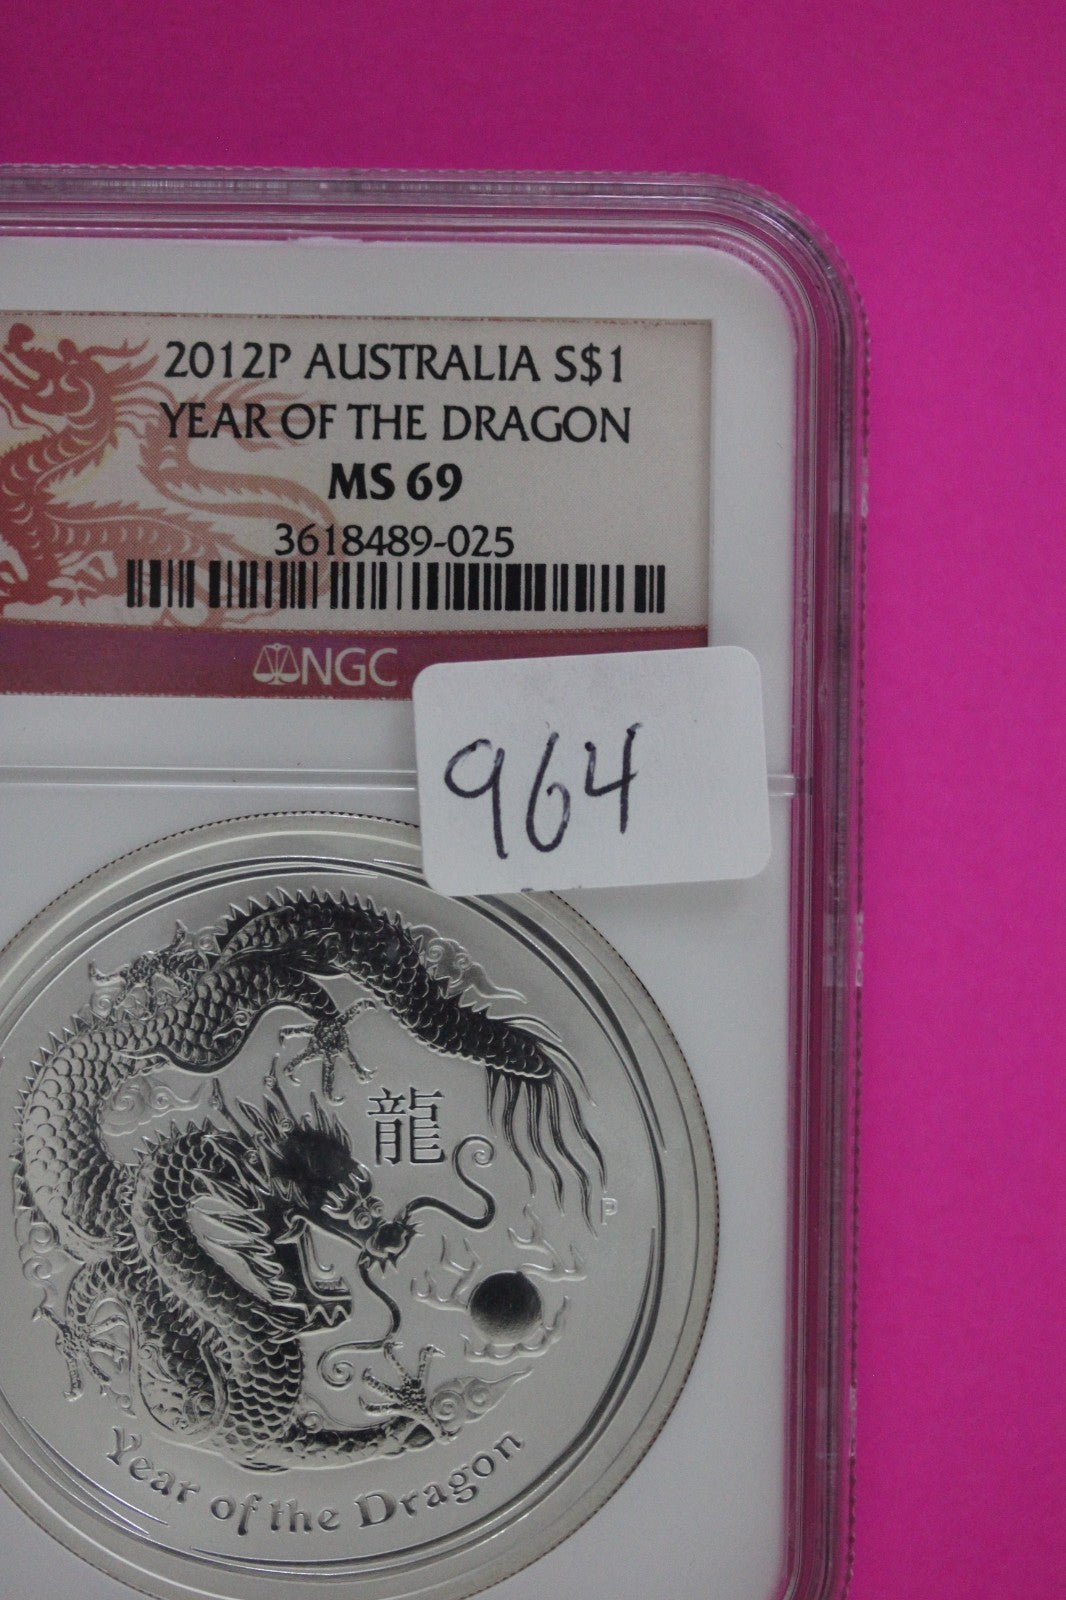 2012P AUSTRALIA S$1
YEAR OF THE DRAGON
MS 69
3618489-025
NGC
964
龍
P
Year of the Dragon